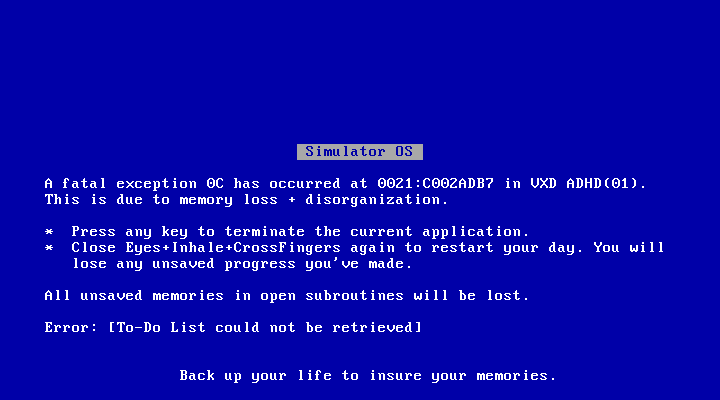 Simulator OS
A fatal exception 0C has occurred at 0021:C002ADB7 in VXD ADHD(01).
This is due to memory loss + disorganization.
* Press any key to terminate the current application.
* Close Eyes+Inhale+CrossFingers again to restart your day. You will
lose any unsaved progress you've made.
All unsaved memories in open subroutines will be lost.
Error: [To-Do List could not be retrieved]
Back up your life to insure your memories.